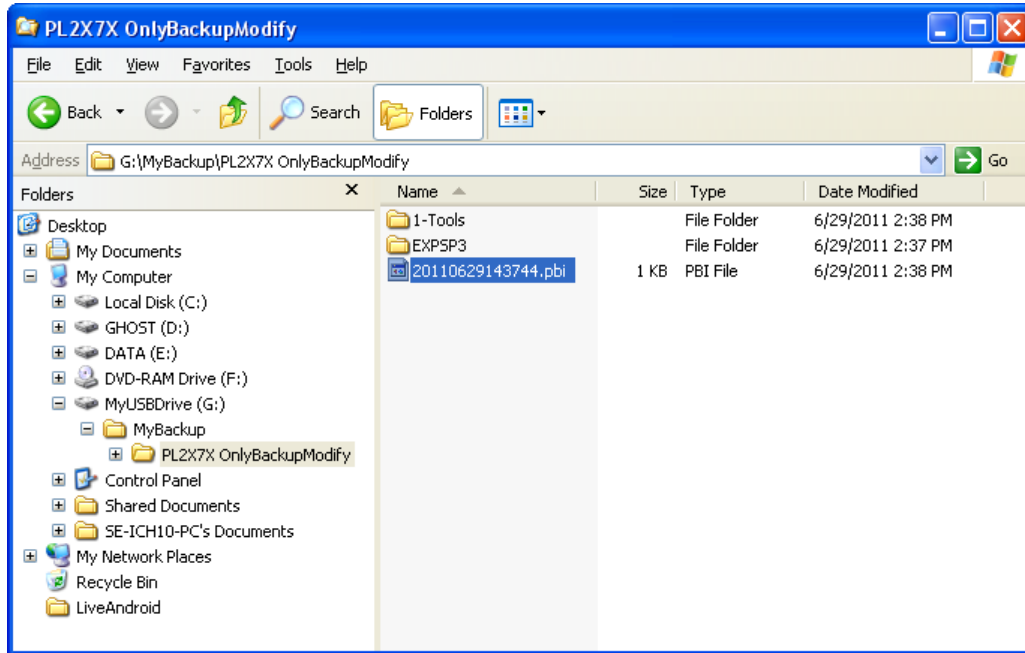 PL2X7X OnlyBackupModify
File Edit View Favorites Tools Help
Back Search Folders
Address G:\MyBackup\PL2X7X OnlyBackupModify Go
Folders x Name Size Type Date Modified
Desktop
My Documents
My Computer
Local Disk (C:)
GHOST (D:)
DATA (E:)
DVD-RAM Drive (F:)
MyUSBDrive (G:)
MyBackup
PL2X7X OnlyBackupModify
Control Panel
Shared Documents
SE-ICH10-PC's Documents
My Network Places
Recycle Bin
LiveAndroid
1-Tools File Folder 6/29/2011 2:38 PM
EXPSP3 File Folder 6/29/2011 2:37 PM
20110629143744.pbi 1 KB PBI File 6/29/2011 2:38 PM